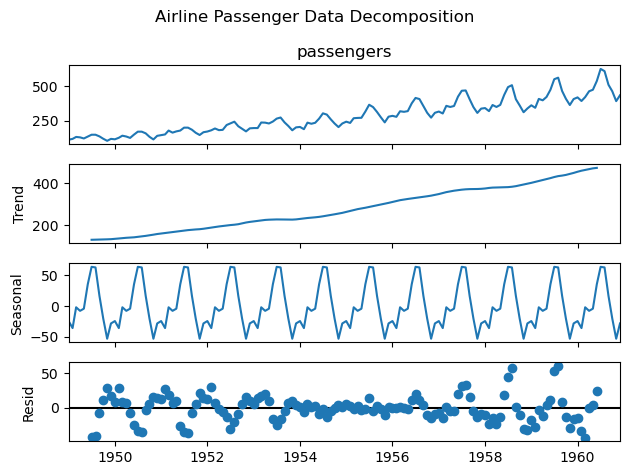 Airline Passenger Data Decomposition
passengers
500
250
Trend
400
200
Seasonal
50
0
−50
Resid
50
0
1950 1952 1954 1956 1958 1960